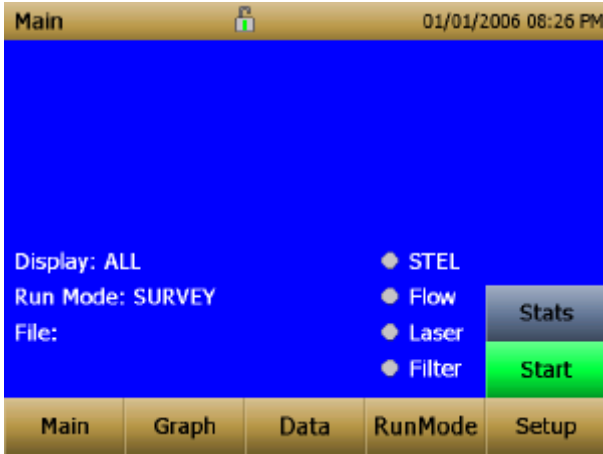 Main 01/01/2006 08:26 PM
Display: ALL
Run Mode: SURVEY
File:
STEL
Flow
Laser
Filter
Stats
Start
Main Graph Data RunMode Setup